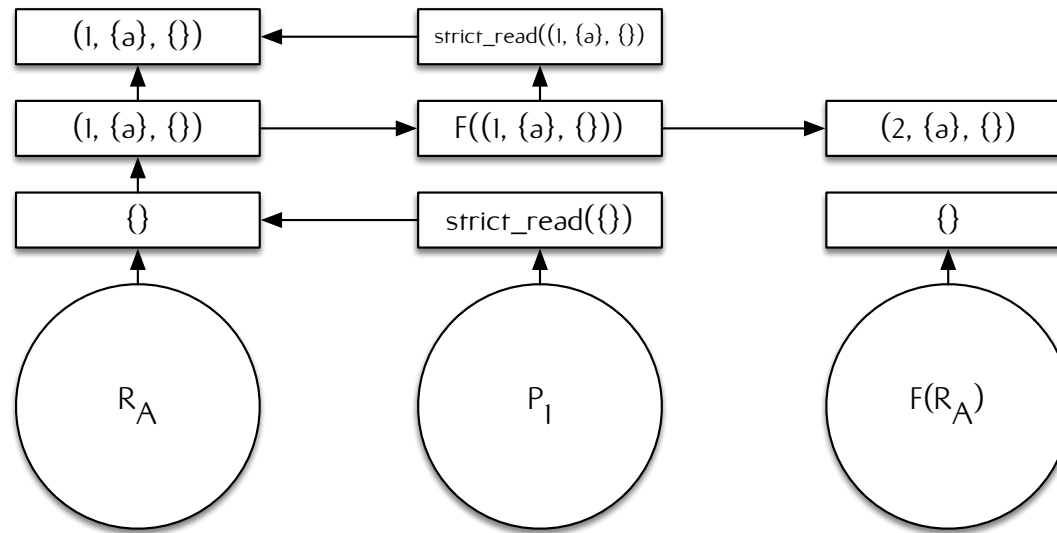 (1, {a}, {})
strict_read((1, {a}, {})
(1, {a}, {})
F((1, {a}, {}))
(2, {a}, {})
{}
strict_read({})
{}
R_A
P_1
F(R_A)